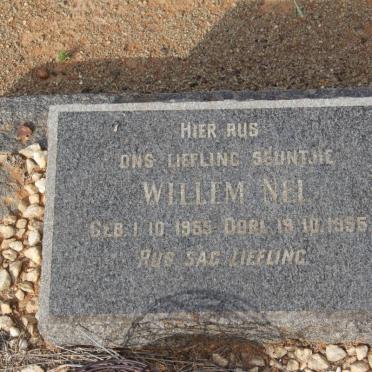 HIER RUS
ONS LIEFLING SEUNTJIE
WILLEM NEL
GEB. 1.10.1955 OORL. 19.10.1955
RUS SAG LIEFLING